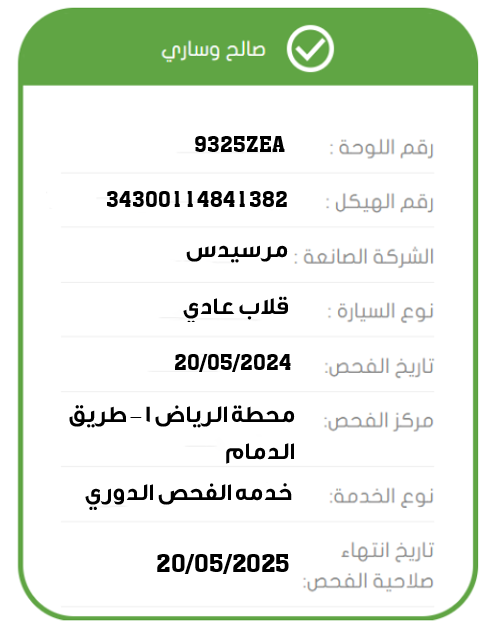 صالح وساري
رقم اللوحة : 9325ZEA
رقم الهيكل : 34300114841382
الشركة الصانعة : مرسيدس
نوع السيارة : قلاب عادي
تاريخ الفحص: 20/05/2024
مركز الفحص: محطة الرياض ١ – طريق
الدمام
نوع الخدمة: خدمه الفحص الدوري
تاريخ انتهاء
صلاحية الفحص: 20/05/2025